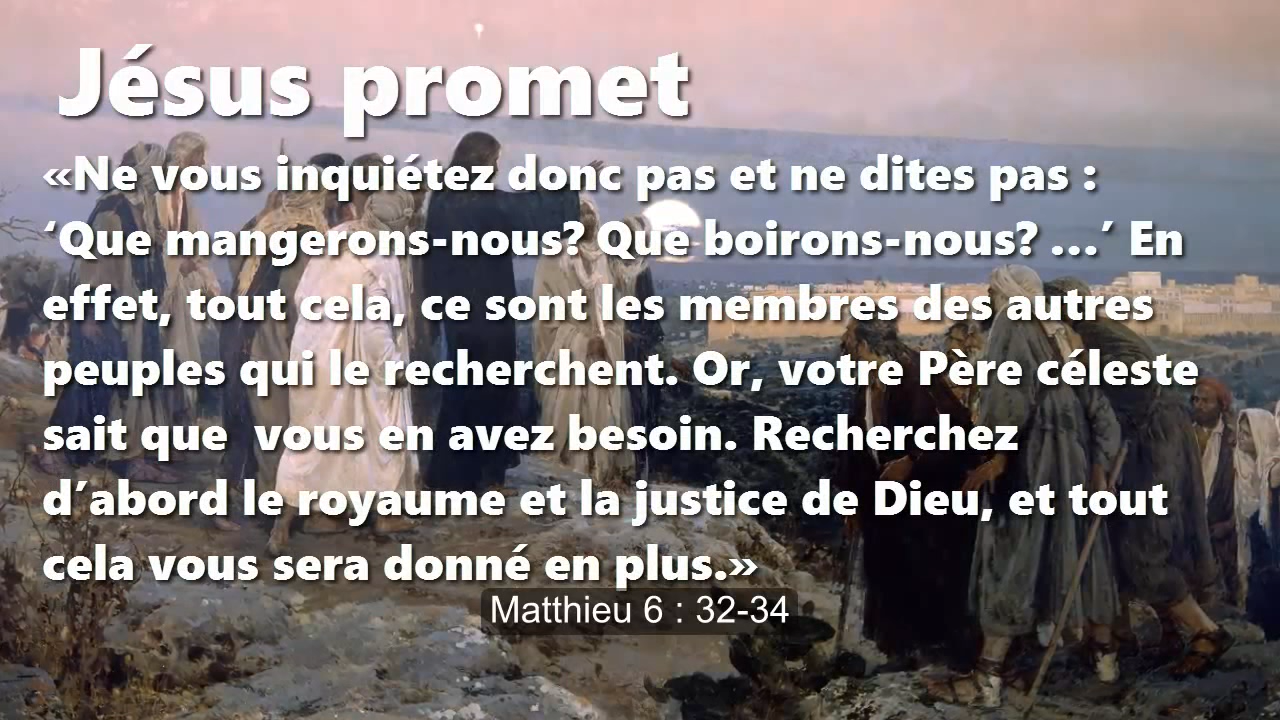 Jésus promet
«Ne vous inquiétez donc pas et ne dites pas :
‘Que mangerons-nous? Que boirons-nous? ...’ En
effet, tout cela, ce sont les membres des autres
peuples qui le recherchent. Or, votre Père céleste
sait que  vous en avez besoin. Recherchez
d’abord le royaume et la justice de Dieu, et tout
cela vous sera donné en plus.»
Matthieu 6 : 32-34